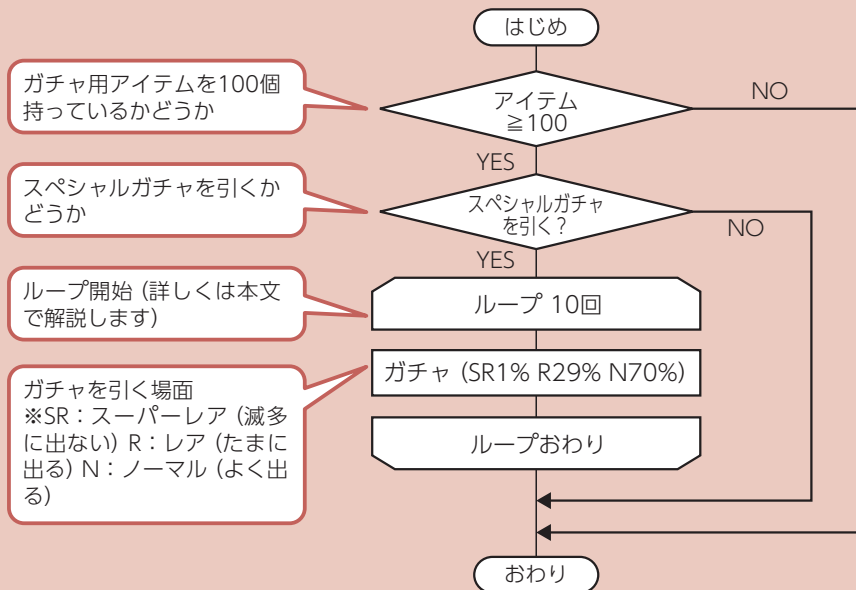 はじめ
ガチャ用アイテムを100個
持っているかどうか
アイテム
≧100
NO
YES
スペシャルガチャを引くか
どうか
スペシャルガチャ
を引く？
NO
YES
ループ開始（詳しくは本文
で解説します）
ループ 10回
ガチャ（SR1% R29% N70%）
ガチャを引く場面
※SR：スーパーレア（滅多
に出ない）R：レア（たまに
出る）N：ノーマル（よく出
る）
ループおわり
おわり